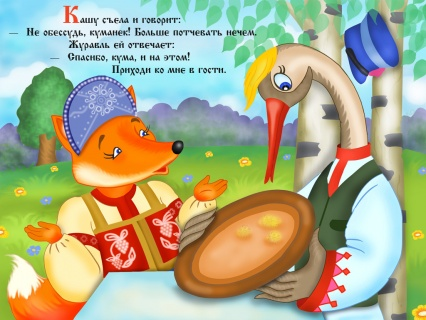 Кашу съела и говорит:
— Не обессудь, куманек! Больше потчевать нечем.
Журавль ей отвечает:
— Спасибо, кума, и на этом!
Приходи ко мне в гости.